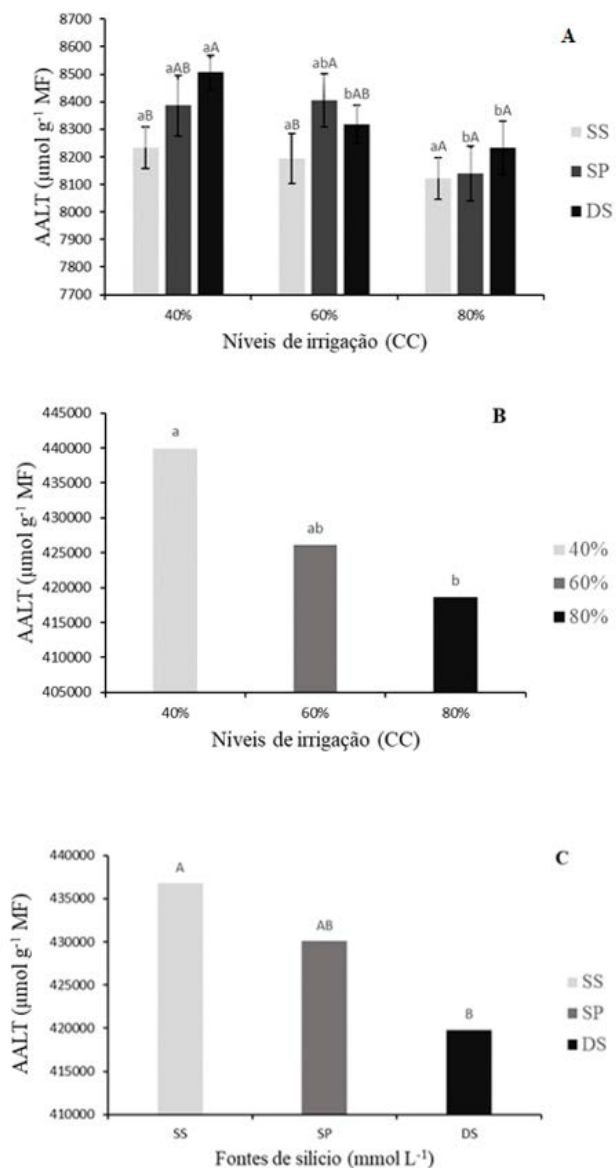 A
8700
8600
8500
8400
8300
8200
8100
8000
7900
7800
7700
AALT (µmol g⁻¹ MF)
aB aAB aA
aB abA bAB
aA bA bA
SS
SP
DS
40% 60% 80%
Níveis de irrigação (CC)
B
445000
440000
435000
430000
425000
420000
415000
410000
405000
AALT (µmol g⁻¹ MF)
a ab b
40%
60%
80%
40% 60% 80%
Níveis de irrigação (CC)
C
440000
435000
430000
425000
420000
415000
410000
AALT (µmol g⁻¹ MF)
A AB B
SS
SP
DS
SS SP DS
Fontes de silício (mmol L⁻¹)